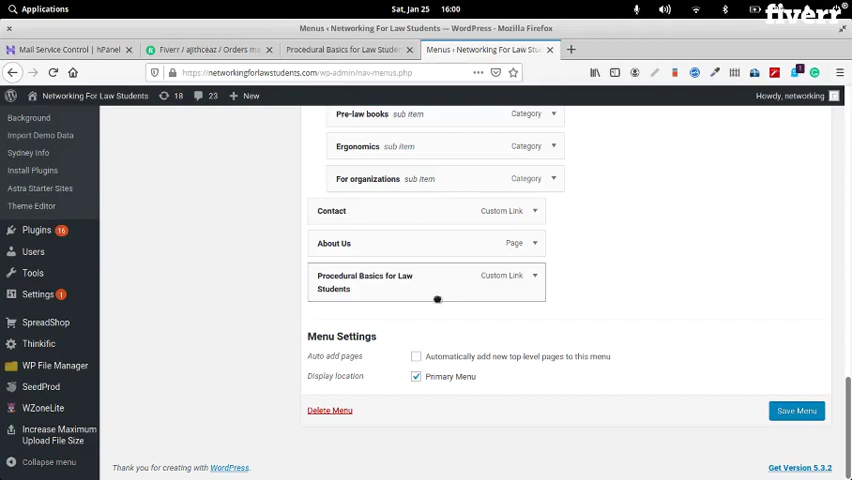 Applications
Sat, Jan 25 16:00
fiverr
Menus ‹ Networking For Law Students — WordPress - Mozilla Firefox
Mail Service Control | hPanel
Fiverr / ajithceaz / Orders ma
Procedural Basics for Law Studen
Menus ‹ Networking For Law Stu
https://networkingforlawstudents.com/wp-admin/nav-menus.php
Networking For Law Students 18 23 New
Howdy, networking
Background
Import Demo Data
Sydney Info
Install Plugins
Astra Starter Sites
Theme Editor
Plugins 16
Users
Tools
Settings 1
SpreadShop
Thinkific
WP File Manager
SeedProd
WZoneLite
Increase Maximum
Upload File Size
Collapse menu
Pre-law books sub item Category
Ergonomics sub item Category
For organizations sub item Category
Contact Custom Link
About Us Page
Procedural Basics for Law Custom Link
Students
Menu Settings
Auto add pages Automatically add new top-level pages to this menu
Display location Primary Menu
Delete Menu Save Menu
Thank you for creating with WordPress. Get Version 5.3.2